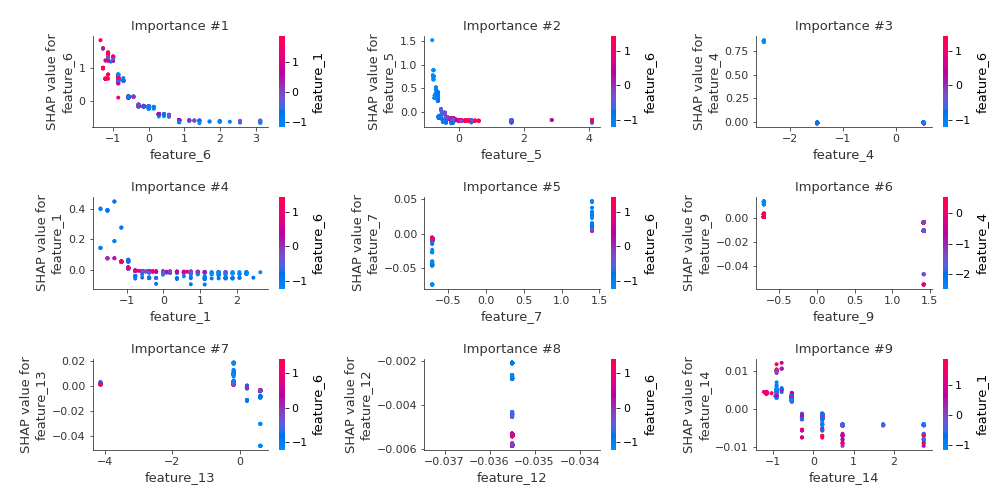 Importance #1
SHAP value for
feature_6
1
0
-1
0
1
2
3
feature_6
1
0
−1
feature_1
Importance #2
SHAP value for
feature_5
1.5
1.0
0.5
0.0
0
2
4
feature_5
1
0
−1
feature_6
Importance #3
SHAP value for
feature_4
0.75
0.50
0.25
0.00
−2
−1
0
feature_4
1
0
−1
feature_6
Importance #4
SHAP value for
feature_1
0.4
0.2
0.0
−1
0
1
2
feature_1
1
0
−1
feature_6
Importance #5
SHAP value for
feature_7
0.05
0.00
−0.05
−0.5
0.0
0.5
1.0
1.5
feature_7
1
0
−1
feature_6
Importance #6
SHAP value for
feature_9
0.00
−0.02
−0.04
−0.5
0.0
0.5
1.0
1.5
feature_9
0
−1
−2
feature_4
Importance #7
SHAP value for
feature_13
0.02
0.00
−0.02
−0.04
−4
−2
0
feature_13
1
0
−1
feature_6
Importance #8
SHAP value for
feature_12
−0.002
−0.004
−0.006
−0.037
−0.036
−0.035
−0.034
feature_12
1
0
−1
feature_6
Importance #9
SHAP value for
feature_14
0.01
0.00
−0.01
−1
0
1
2
feature_14
1
0
−1
feature_1